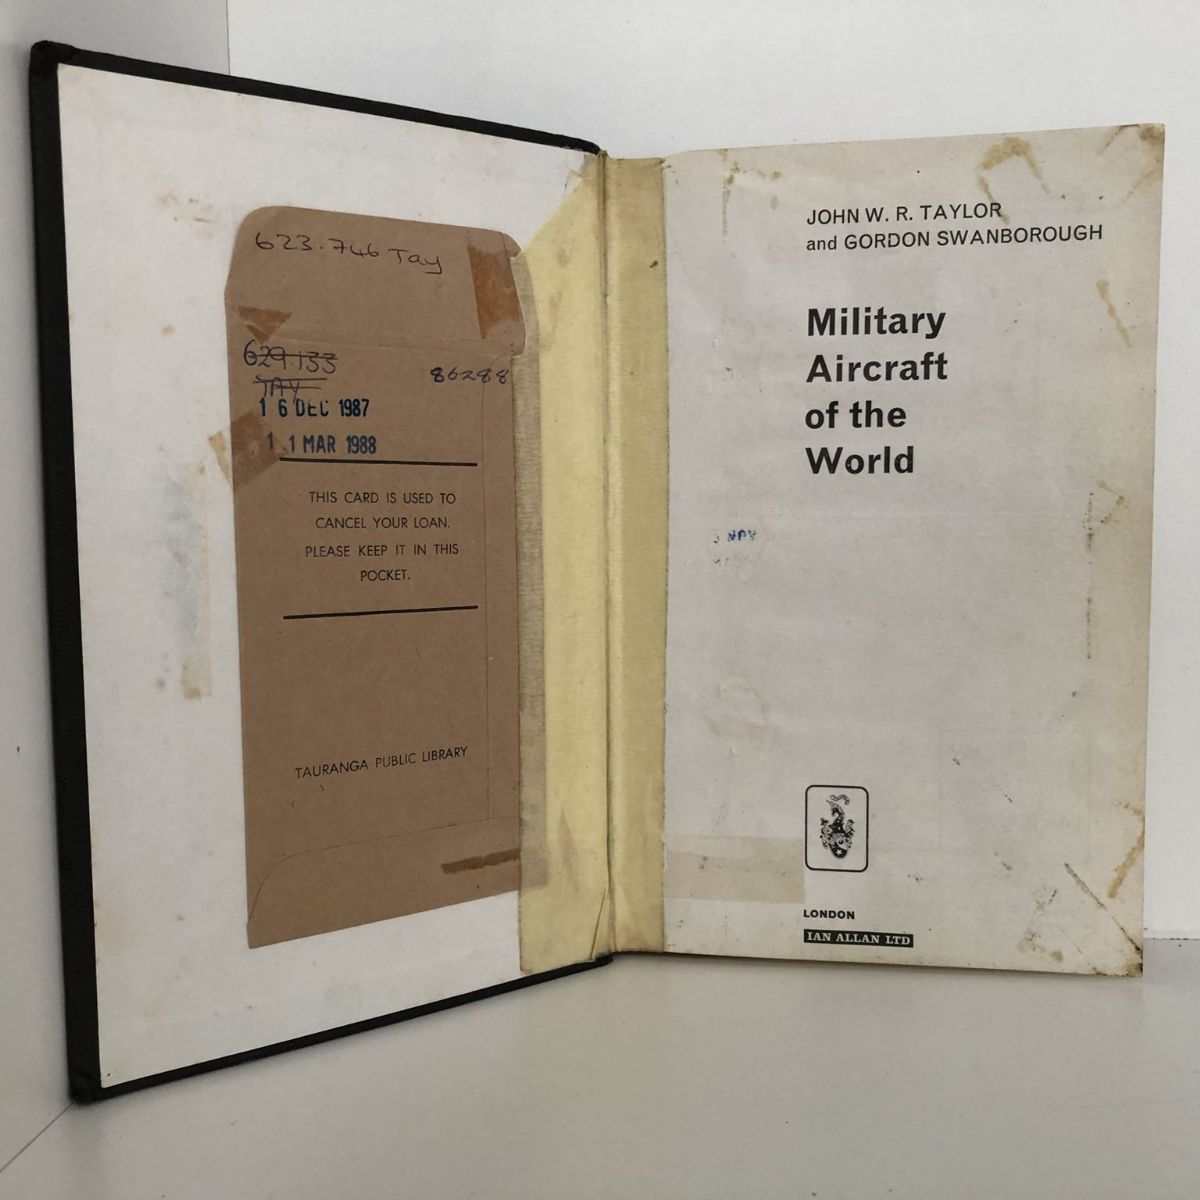 623.746 Tay
629.133
TAY
86288
16 DEC 1987
11 MAR 1988
THIS CARD IS USED TO
CANCEL YOUR LOAN.
PLEASE KEEP IT IN THIS
POCKET.
TAURANGA PUBLIC LIBRARY
JOHN W. R. TAYLOR
and GORDON SWANBOROUGH
Military
Aircraft
of the
World
NOV
LONDON
IAN ALLAN LTD